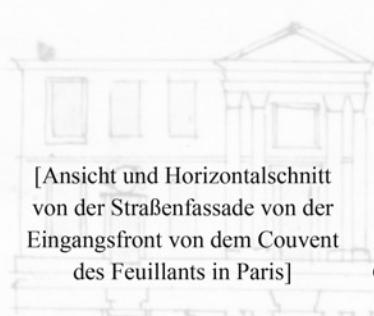 [Ansicht und Horizontalschnitt
von der Straßenfassade von der
Eingangsfront von dem Couvent
des Feuillants in Paris]